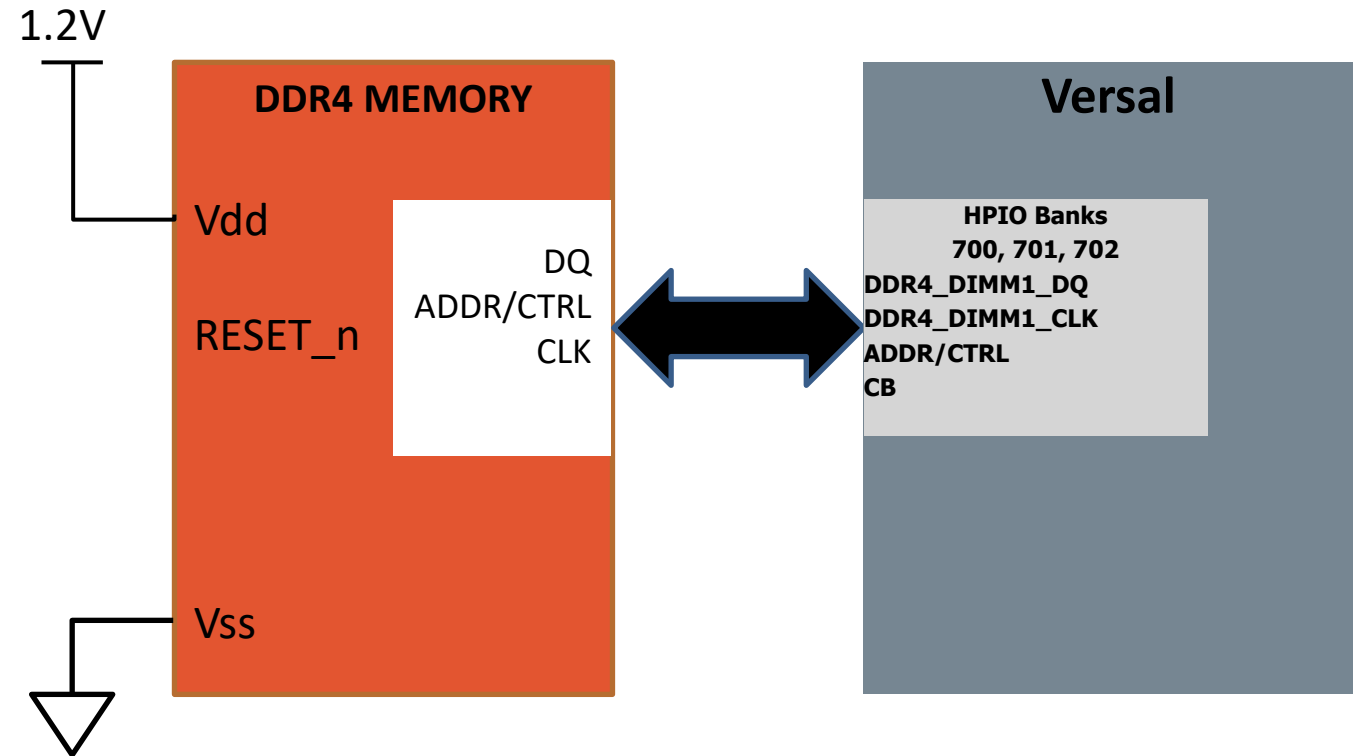 1.2V
DDR4 MEMORY
Vdd
RESET_n
Vss
DQ
ADDR/CTRL
CLK
Versal
HPIO Banks
700, 701, 702
DDR4_DIMM1_DQ
DDR4_DIMM1_CLK
ADDR/CTRL
CB